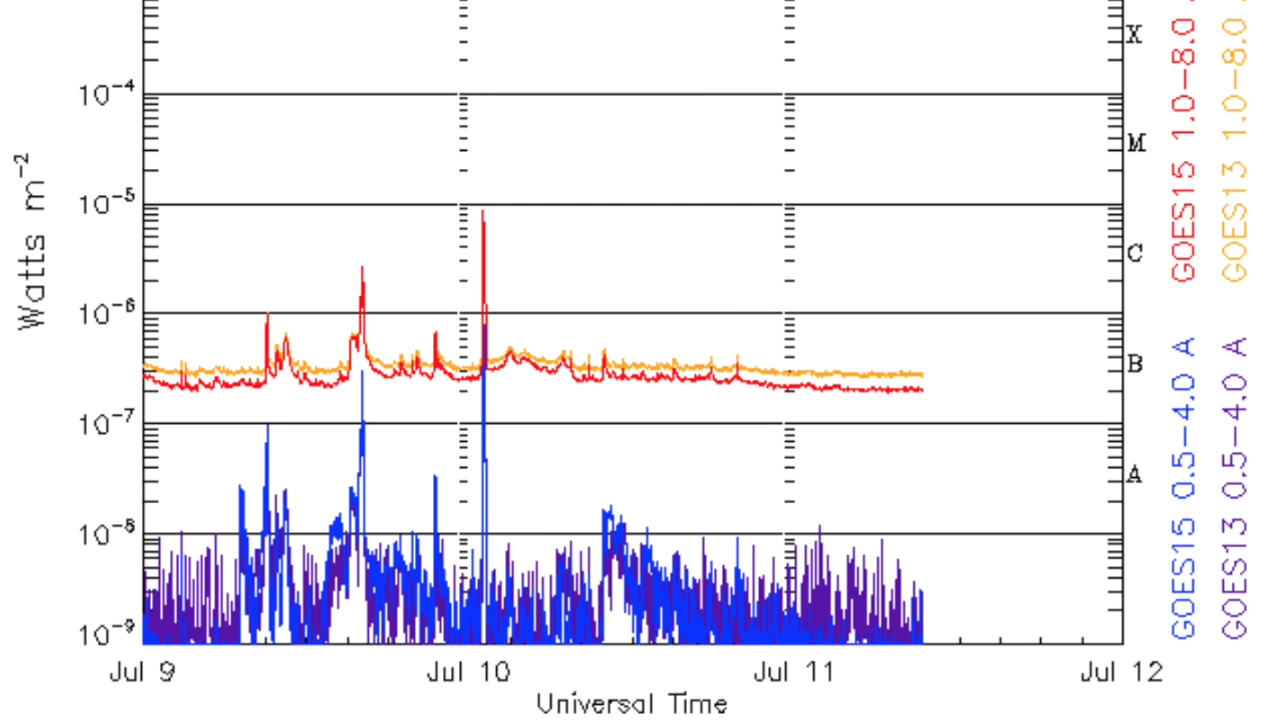 10-4
10-5
10-6
10-7
10-8
10-9
Watts m-2
X
M
C
B
A
Jul 9
Jul 10
Jul 11
Jul 12
Universal Time
GOES15 1.0-8.0
GOES13 1.0-8.0
GOES15 0.5-4.0 A
GOES13 0.5-4.0 A